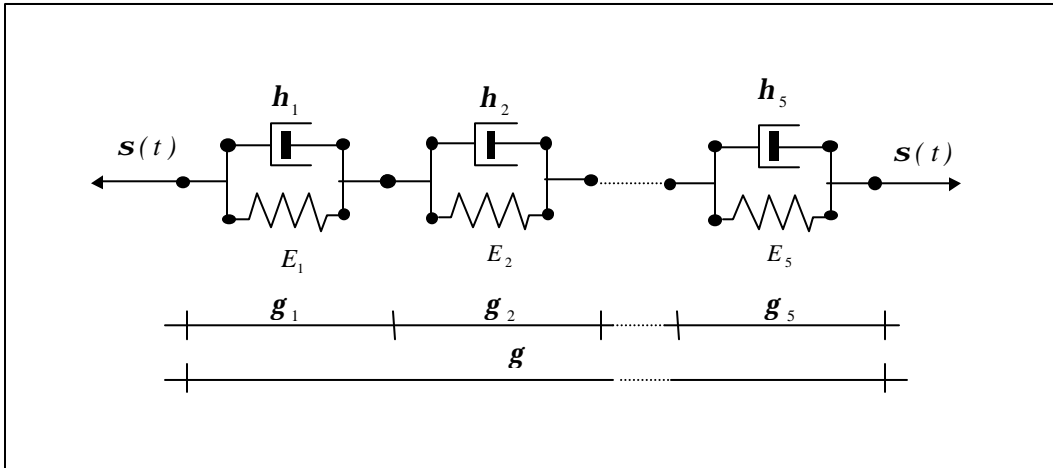 h₁ h₂ h₅
s(t) s(t)
E₁ E₂ E₅
g₁ g₂ g₅
g